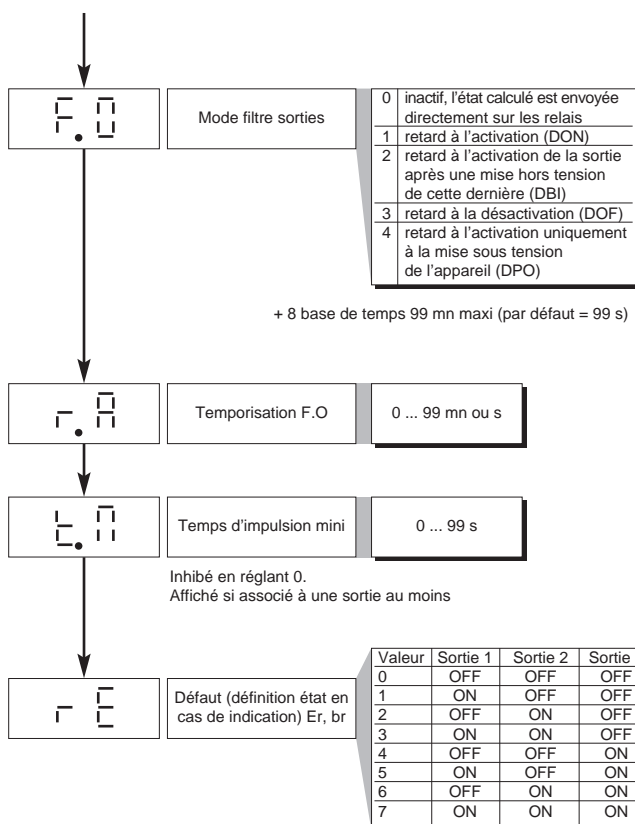 F.O
Mode filtre sorties
0 inactif, l'état calculé est envoyée
directement sur les relais
1 retard à l'activation (DON)
2 retard à l'activation de la sortie
après une mise hors tension
de cette dernière (DBI)
3 retard à la désactivation (DOF)
4 retard à l'activation uniquement
à la mise sous tension
de l'appareil (DPO)
+ 8 base de temps 99 mn maxi (par défaut = 99 s)
r.A
Temporisation F.O
0 ... 99 mn ou s
Temps d'impulsion mini
0 ... 99 s
Inhibé en réglant 0.
Affiché si associé à une sortie au moins
r E
Défaut (définition état en
cas de indication) Er, br
Valeur Sortie 1 Sortie 2 Sortie
0 OFF OFF OFF
1 ON OFF OFF
2 OFF ON OFF
3 ON ON OFF
4 OFF OFF ON
5 ON OFF ON
6 OFF ON ON
7 ON ON ON